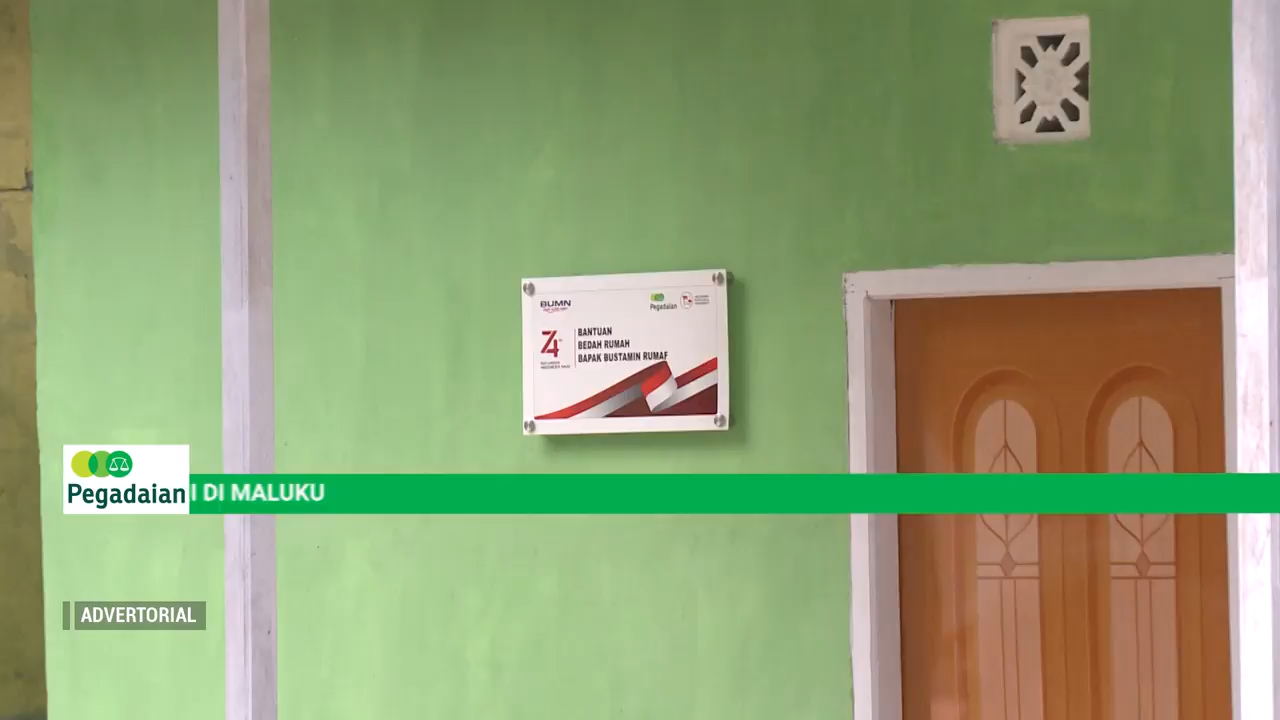 BUMN
Pegadaian
74
BANTUAN
BEDAH RUMAH
BAPAK BUSTAMIN RUMAF
Pegadaian
I DI MALUKU
ADVERTORIAL